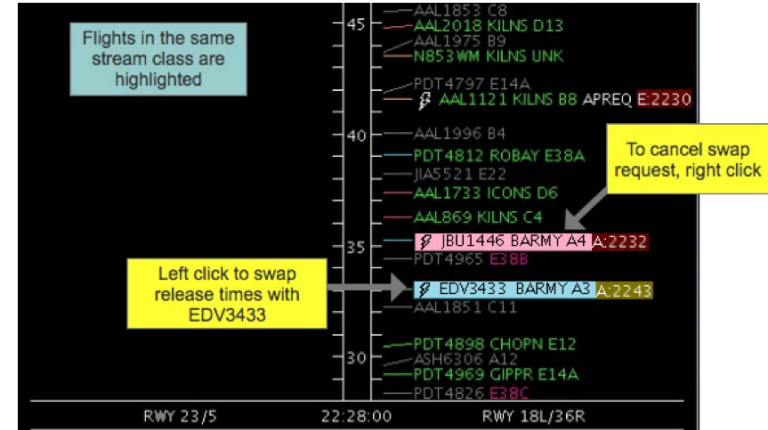 Flights in the same
stream class are
highlighted
45
AAL1853 C8
AAL2018 KILNS D13
AAL1975 B9
N853WM KILNS UNK
PDT4797 E14A
AAL1121 KILNS B8 APREQ E:2230
40
AAL1996 B4
PDT4812 ROBAY E38A
JIA5521 E22
AAL1733 ICONS D6
AAL869 KILNS C4
To cancel swap
request, right click
35
JBU1446 BARMY A4 A:2232
PDT4965 E38B
Left click to swap
release times with
EDV3433
EDV3433 BARMY A3 A:2243
AAL1851 C11
PDT4898 CHOPN E12
30
ASH6306 A12
PDT4969 GIPPR E14A
PDT4826 E38C
RWY 23/5 22:28:00 RWY 18L/36R